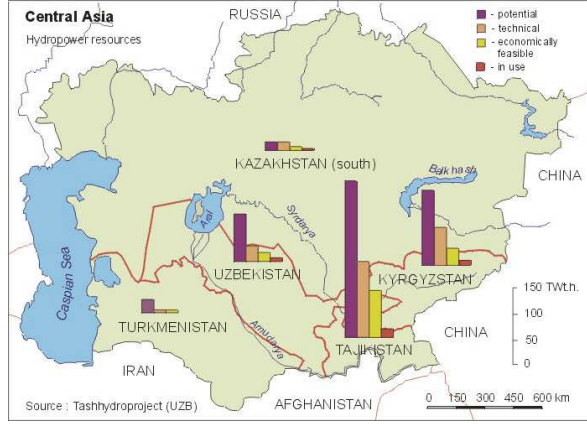 Central Asia
Hydropower resources
RUSSIA
- potential
- technical
- economically
feasible
- in use
KAZAKHSTAN (south)
Balkhash
CHINA
Aral
Syrdarya
UZBEKISTAN
KYRGYZSTAN
Caspian Sea
TURKMENISTAN
Amudarya
TAJIKISTAN
CHINA
150 TWt.h.
100
50
0
IRAN
AFGHANISTAN
0 150 300 450 600 km
Source : Tashhydroproject (UZB)